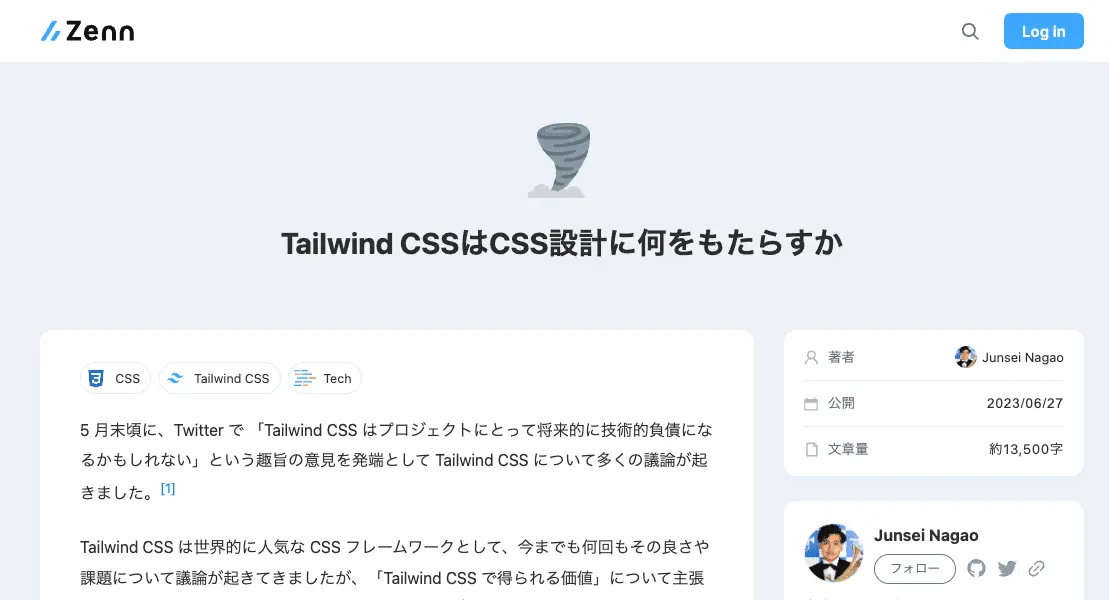 Zenn
Log in
Tailwind CSSはCSS設計に何をもたらすか
CSS
Tailwind CSS
Tech
5 月末頃に、Twitter で 「Tailwind CSS はプロジェクトにとって将来的に技術的負債にな
るかもしれない」という趣旨の意見を発端として Tailwind CSS について多くの議論が起
きました。[1]
Tailwind CSS は世界的に人気な CSS フレームワークとして、今までも何回もその良さや
課題について議論が起きてきましたが、「Tailwind CSS で得られる価値」について主張
著者
Junsei Nagao
公開
2023/06/27
文章量
約13,500字
Junsei Nagao
フォロー